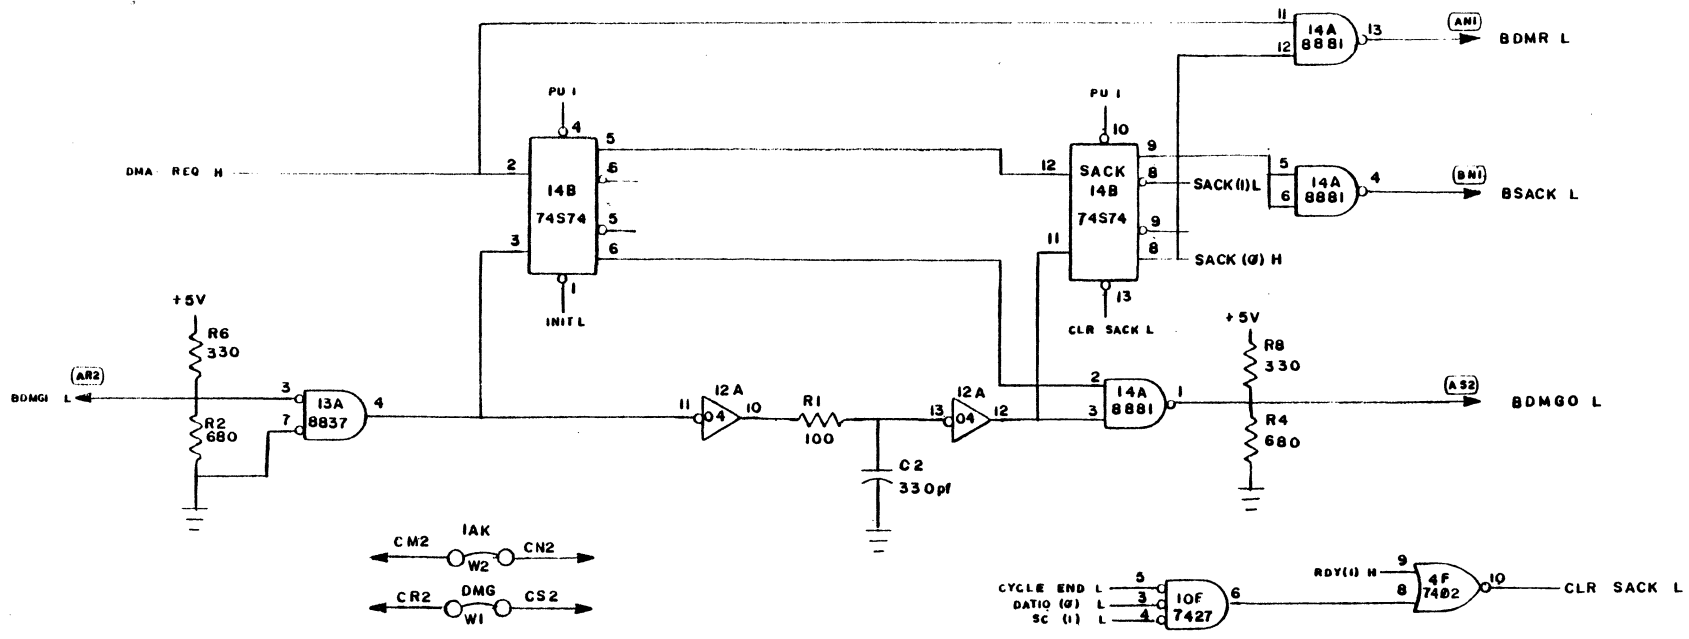 AN1
11
12
14A
8881
13
BDMR L
PU 1
4
PU 1
10
DMA REQ H
2
5
6
14B
74S74
5
6
3
1
INIT L
12
SACK
14B
74S74
9
8
SACK(1)L
9
8
SACK (0) H
11
13
CLR SACK L
BN1
5
6
14A
8881
4
BSACK L
+5V
R6
330
AR2
BDMGI L
R2
680
3
7
13A
8837
4
12A
11
04
10
R1
100
C2
330pf
12A
13
04
12
2
3
14A
8881
1
+5V
R8
330
R4
680
AS2
BDMGO L
IAK
CM2
CN2
W2
CR2
DMG
CS2
W1
CYCLE END L
5
DATIO (0) L
3
SC (1) L
4
10F
7427
6
RDY(1) H
9
8
4F
7402
10
CLR SACK L